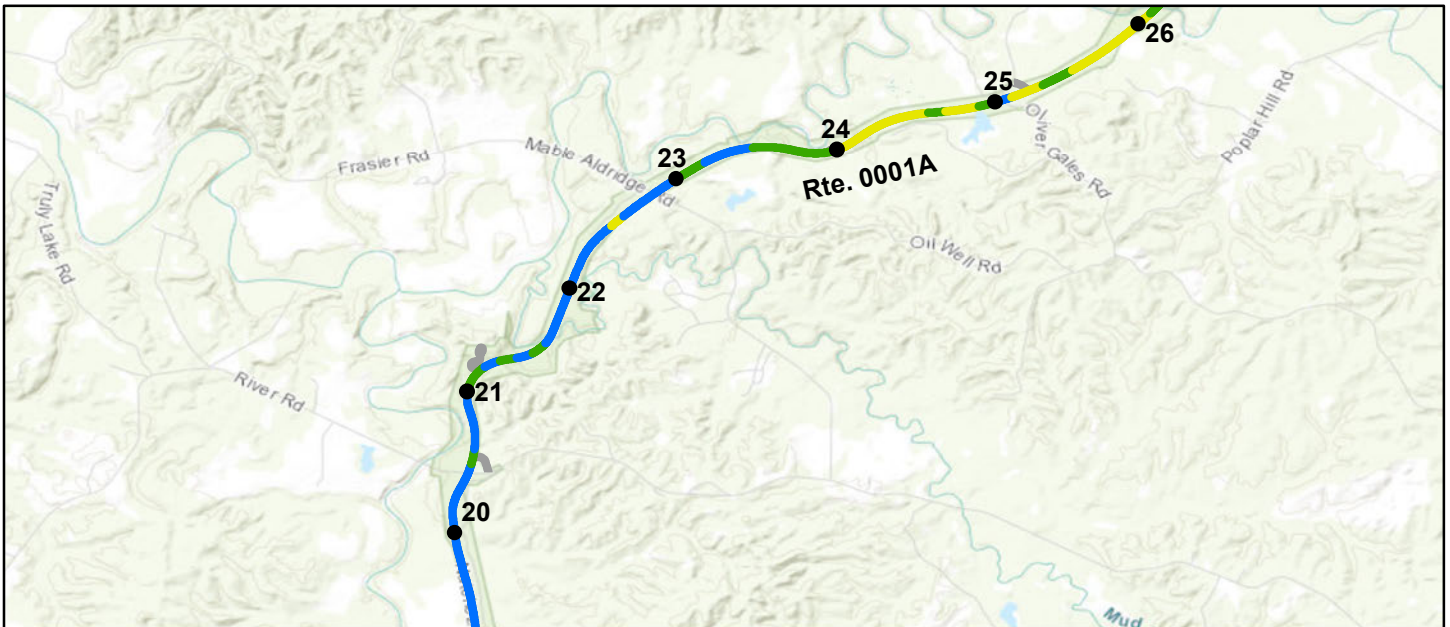 26
25
Oliver Gales Rd
Poplar Hill Rd
24
23
Mable Aldridge Rd
Frasier Rd
Rte. 0001A
Truly Lake Rd
Oil Well Rd
22
21
River Rd
20
Mud